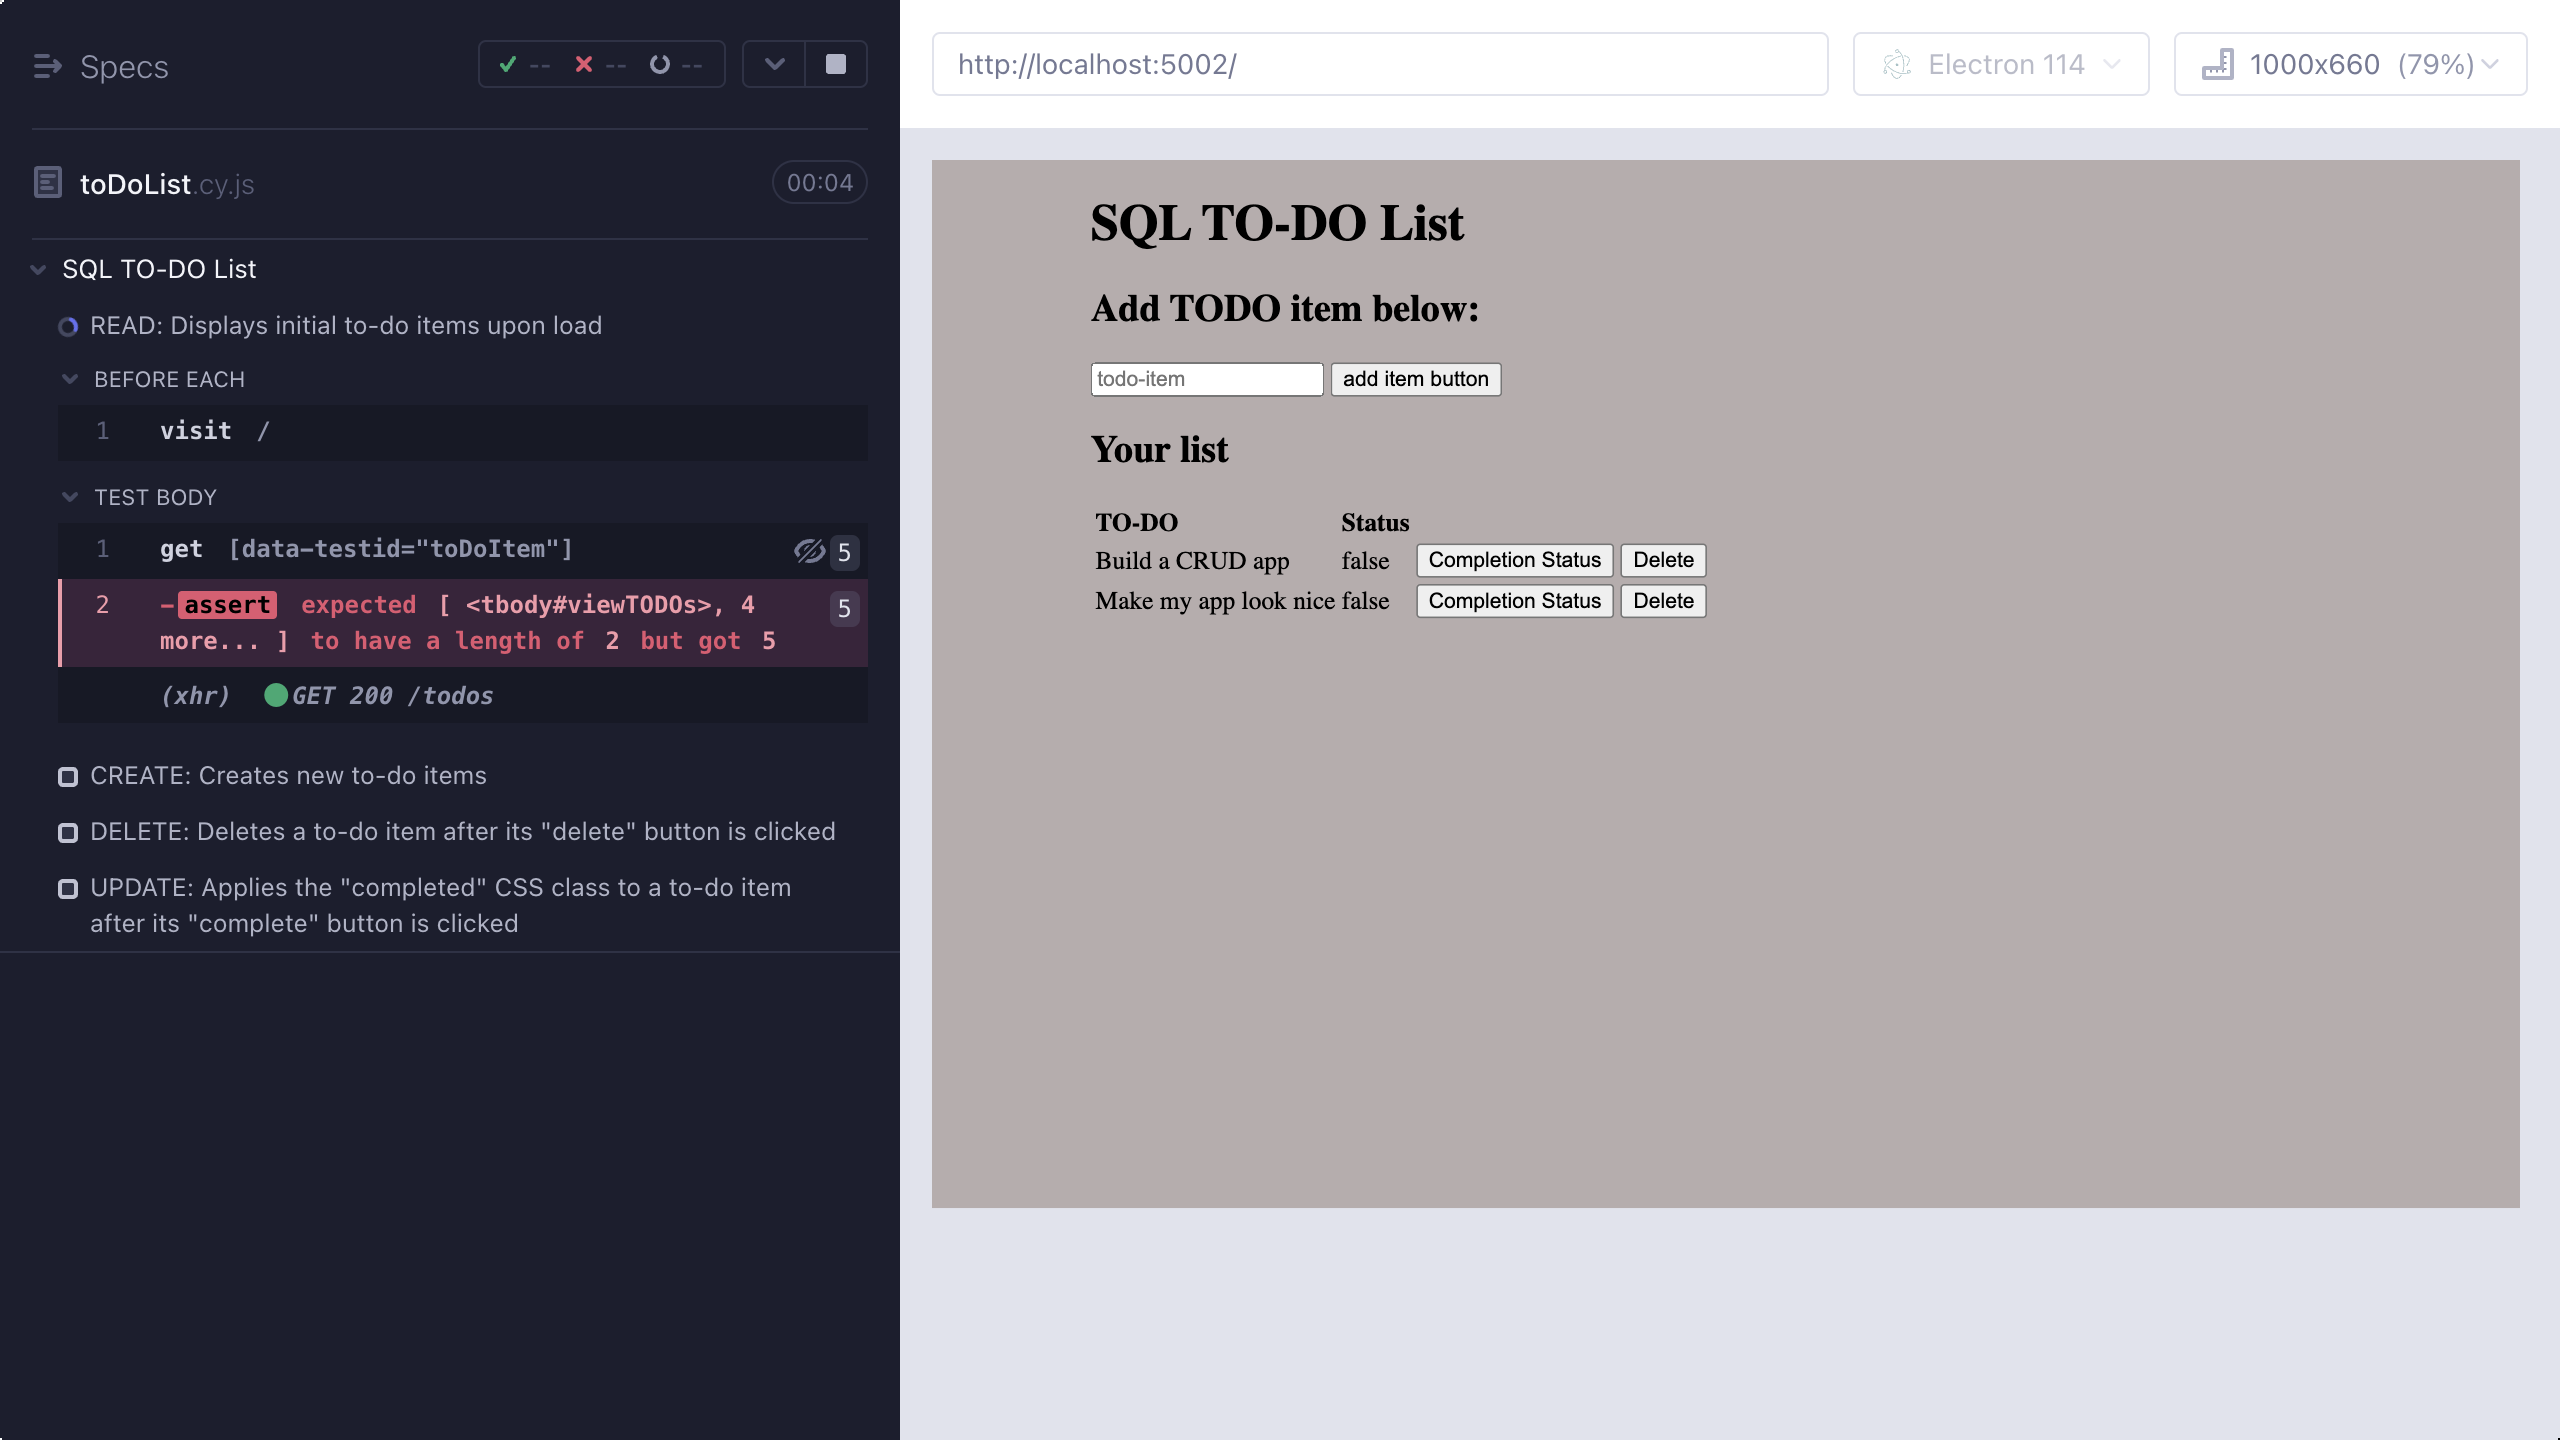 Specs
-- -- --
toDoList.cy.js
00:04
SQL TO-DO List
READ: Displays initial to-do items upon load
BEFORE EACH
1 visit /
TEST BODY
1 get [data-testid="toDoItem"] 5
2 -assert expected [ <tbody#viewTODOs>, 4 5
more... ] to have a length of 2 but got 5
(xhr) GET 200 /todos
CREATE: Creates new to-do items
DELETE: Deletes a to-do item after its "delete" button is clicked
UPDATE: Applies the "completed" CSS class to a to-do item
after its "complete" button is clicked
http://localhost:5002/
Electron 114
1000x660 (79%)
SQL TO-DO List
Add TODO item below:
todo-item add item button
Your list
TO-DO Status
Build a CRUD app false Completion Status Delete
Make my app look nice false Completion Status Delete